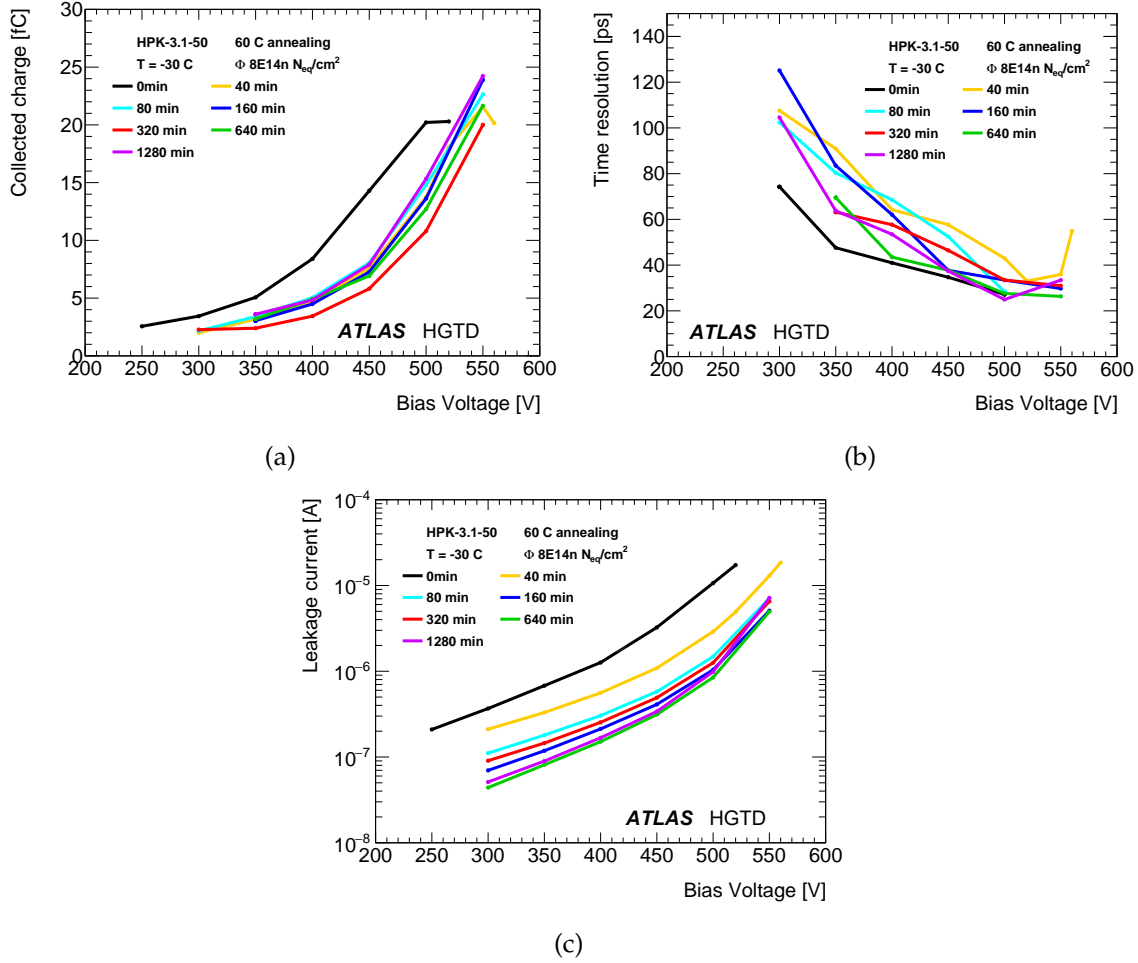 Collected charge [fC]
30
25
20
15
10
5
0
HPK-3.1-50 60 C annealing
T = -30 C Φ 8E14n N_eq/cm²
0min 40 min
80 min 160 min
320 min 640 min
1280 min
ATLAS HGTD
200 250 300 350 400 450 500 550 600
Bias Voltage [V]
(a)
Time resolution [ps]
140
120
100
80
60
40
20
0
HPK-3.1-50 60 C annealing
T = -30 C Φ 8E14n N_eq/cm²
0min 40 min
80 min 160 min
320 min 640 min
1280 min
ATLAS HGTD
200 250 300 350 400 450 500 550 600
Bias Voltage [V]
(b)
Leakage current [A]
10⁻⁴
10⁻⁵
10⁻⁶
10⁻⁷
10⁻⁸
HPK-3.1-50 60 C annealing
T = -30 C Φ 8E14n N_eq/cm²
0min 40 min
80 min 160 min
320 min 640 min
1280 min
ATLAS HGTD
200 250 300 350 400 450 500 550 600
Bias Voltage [V]
(c)